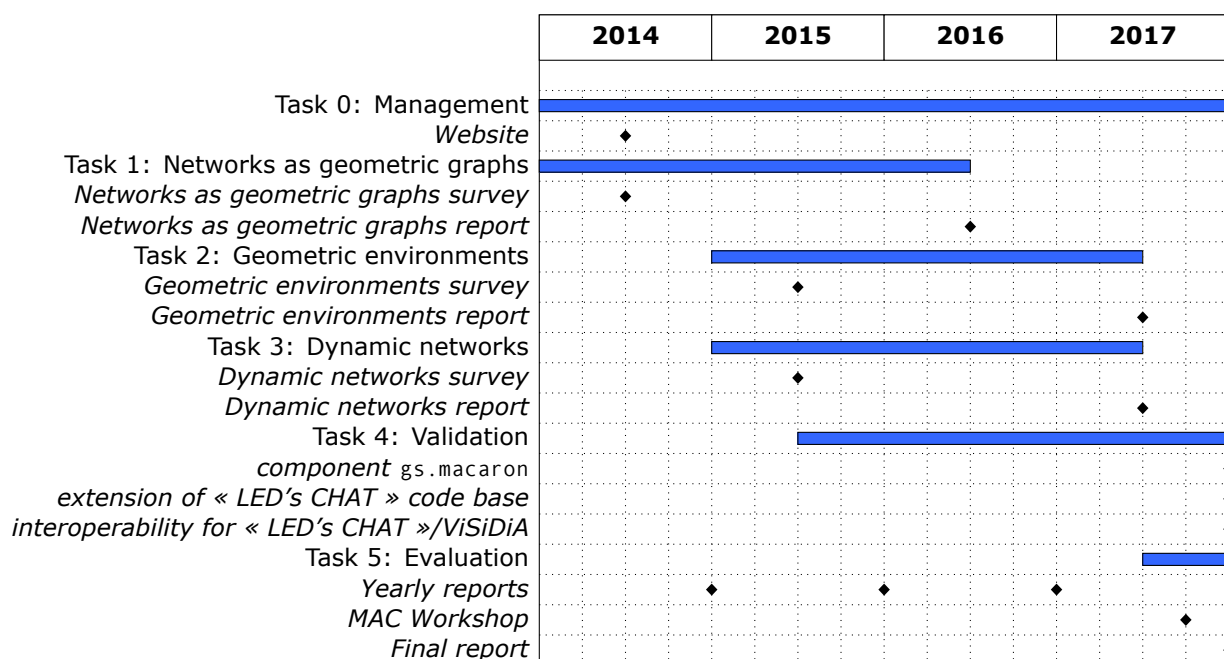 2014 2015 2016 2017
Task 0: Management
Website
Task 1: Networks as geometric graphs
Networks as geometric graphs survey
Networks as geometric graphs report
Task 2: Geometric environments
Geometric environments survey
Geometric environments report
Task 3: Dynamic networks
Dynamic networks survey
Dynamic networks report
Task 4: Validation
component gs.macaron
extension of « LED’s CHAT » code base
interoperability for « LED’s CHAT »/ViSiDiA
Task 5: Evaluation
Yearly reports
MAC Workshop
Final report